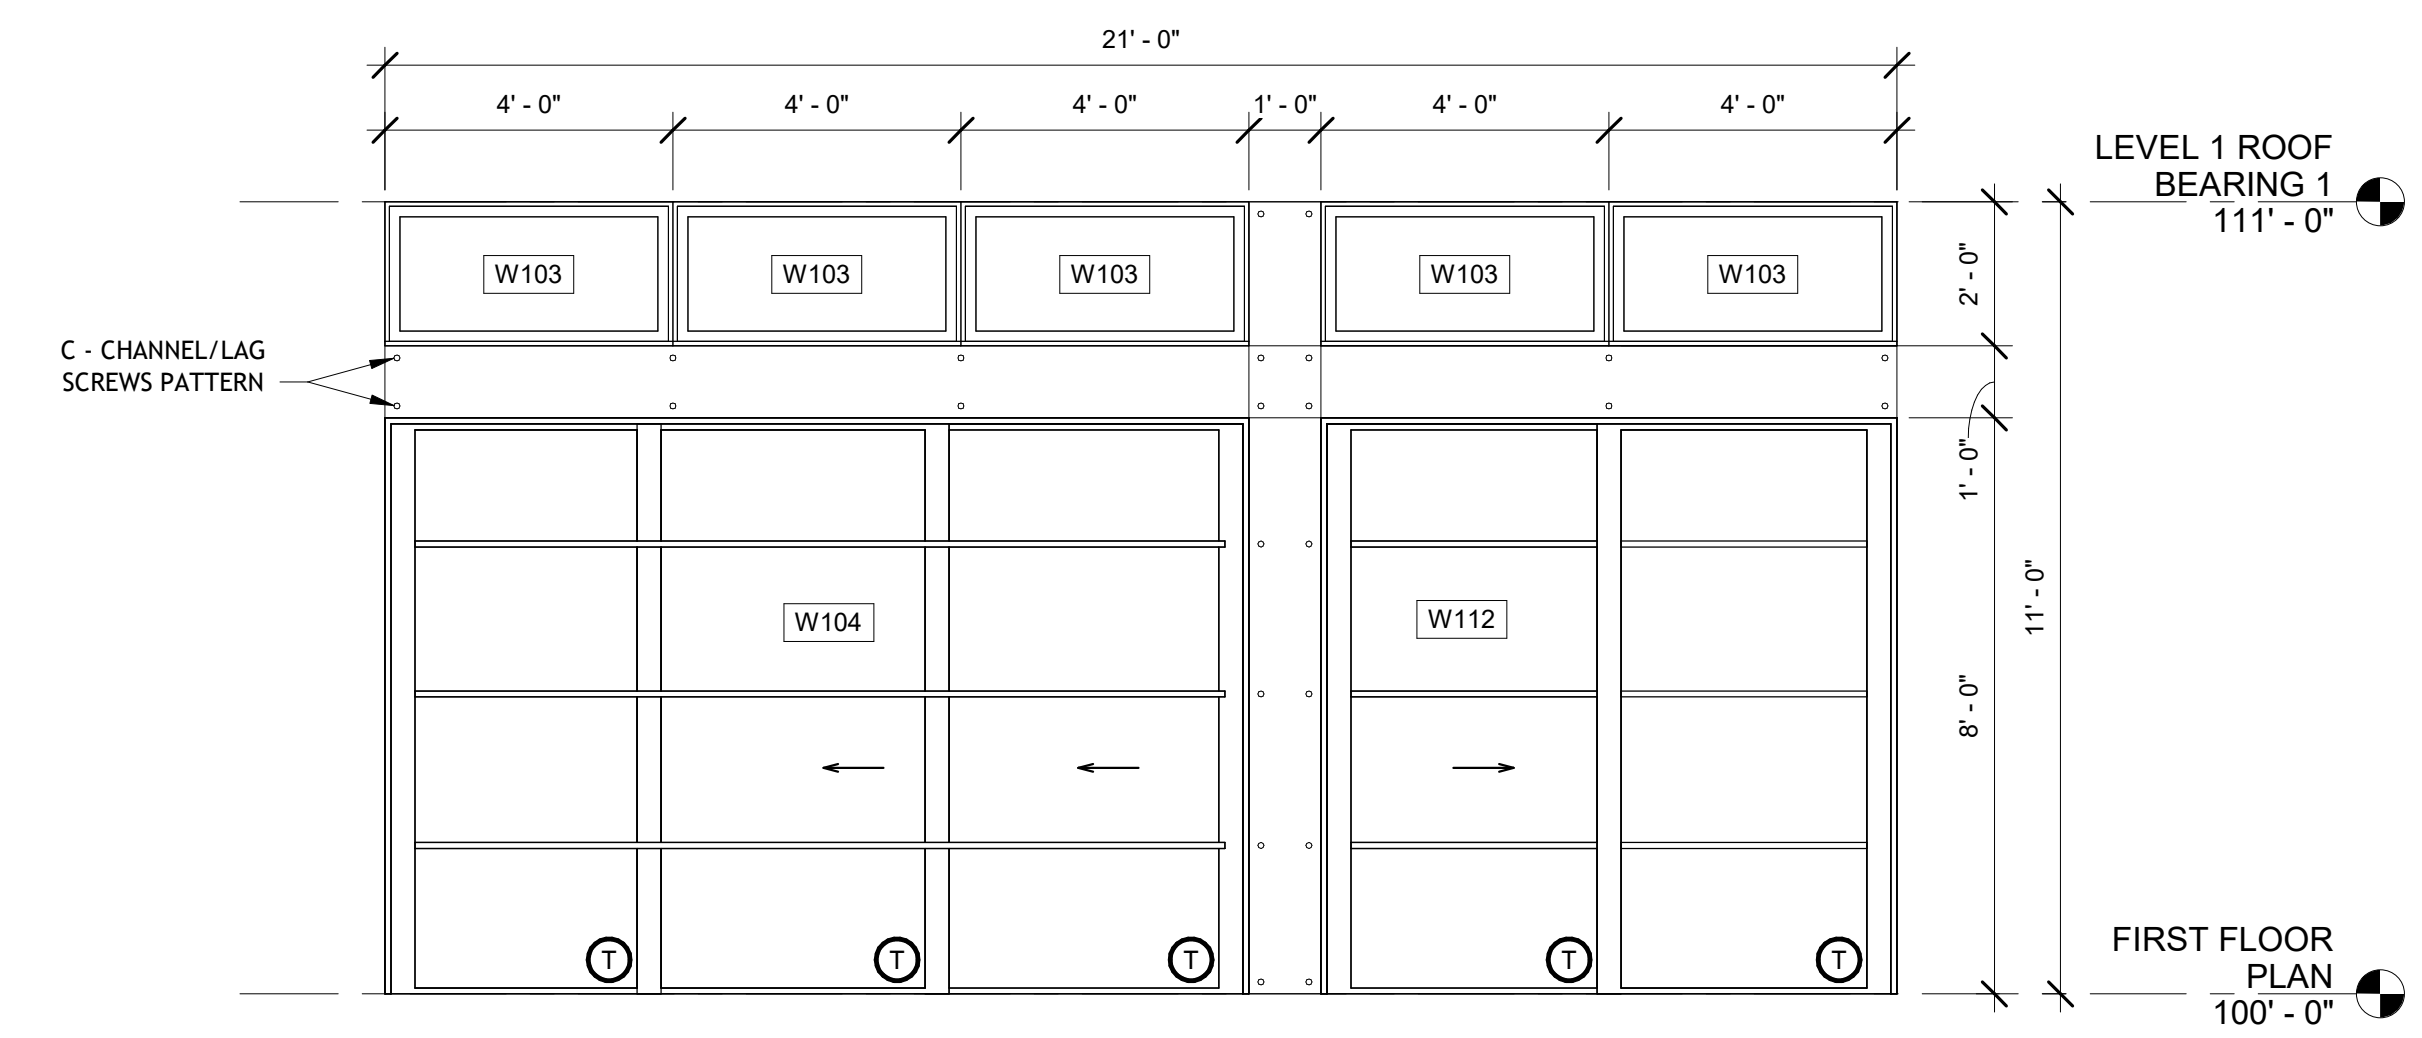 21' - 0"
4' - 0" 4' - 0" 4' - 0" 1' - 0" 4' - 0" 4' - 0"
LEVEL 1 ROOF
BEARING 1
111' - 0"
W103 W103 W103 W103 W103
2' - 0"
C - CHANNEL/LAG
SCREWS PATTERN
1' - 0"
11' - 0"
W104 W112
8' - 0"
T T T T T
FIRST FLOOR
PLAN
100' - 0"